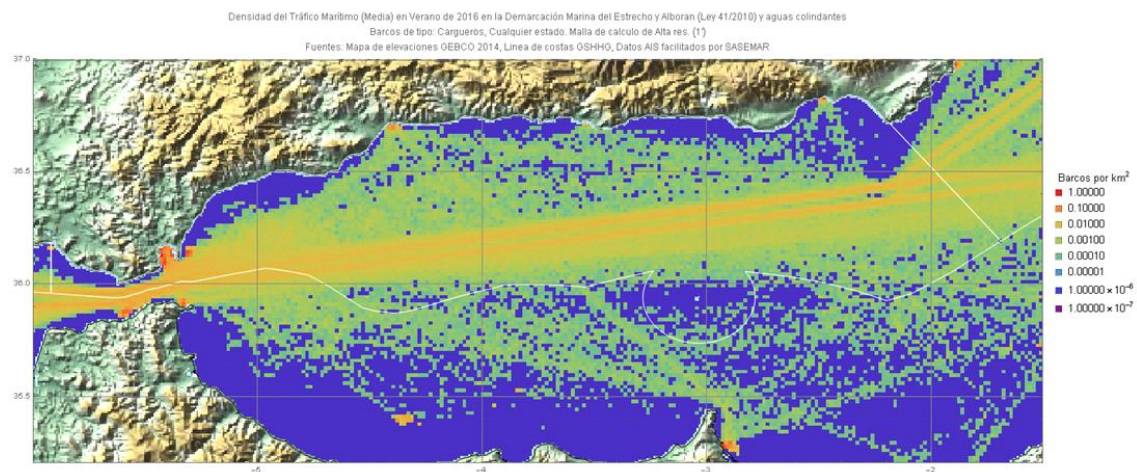 Densidad del Tráfico Marítimo (Media) en Verano de 2016 en la Demarcación Marina del Estrecho y Alboran (Ley 41/2010) y aguas colindantes
Barcos de tipo: Cargueros, Cualquier estado. Malla de calculo de Alta res. (1')
Fuentes: Mapa de elevaciones GEBCO 2014, Linea de costas GSHHG, Datos AIS facilitados por SASEMAR
37.0
36.5
36.0
35.5
-5
-4
-3
-2
Barcos por km²
1.00000
0.10000
0.01000
0.00100
0.00010
0.00001
1.00000 × 10⁻⁶
1.00000 × 10⁻⁷